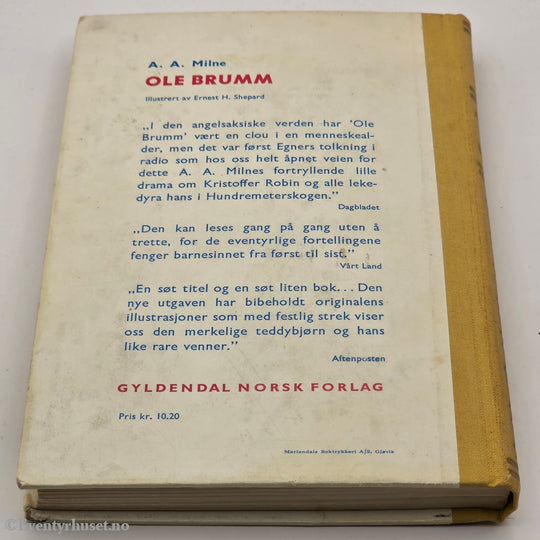 A. A. Milne
OLE BRUMM
Illustrert av Ernest H. Shepard
„I den angelsaksiske verden har 'Ole
Brumm' vært en clou i en menneskeal-
der, men det var først Egners tolkning i
radio som hos oss helt åpnet veien for
dette A. A. Milnes fortryllende lille
drama om Kristoffer Robin og alle leke-
dyra hans i Hundremeterskogen.”
Dagbladet
„Den kan leses gang på gang uten å
trette, for de eventyrlige fortellingene
fenger barnesinnet fra først til sist.”
Vårt Land
„En søt titel og en søt liten bok... Den
nye utgaven har bibeholdt originalens
illustrasjoner som med festlig strek viser
oss den merkelige teddybjørn og hans
like rare venner.”
Aftenposten
GYLDENDAL NORSK FORLAG
Pris kr. 10.20
Mariendals Boktrykkeri A/S, Gjøvik
©Eventyrhuset.no